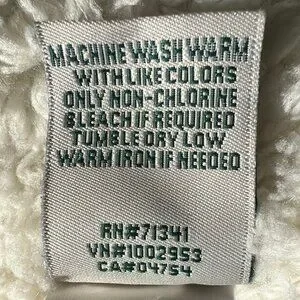 MACHINE WASH WARM
WITH LIKE COLORS
ONLY NON-CHLORINE
BLEACH IF REQUIRED
TUMBLE DRY LOW
WARM IRON IF NEEDED
RN#71341
VN#1002953
CA#04754